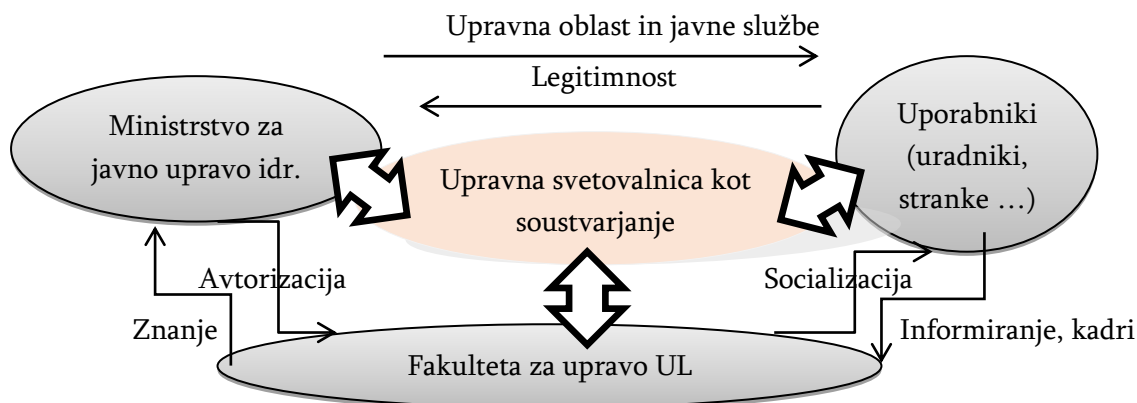 Upravna oblast in javne službe
Legitimnost
Ministrstvo za
javno upravo idr.
Uporabniki
(uradniki,
stranke …)
Upravna svetovalnica kot
soustvarjanje
Avtorizacija
Socializacija
Znanje
Informiranje, kadri
Fakulteta za upravo UL